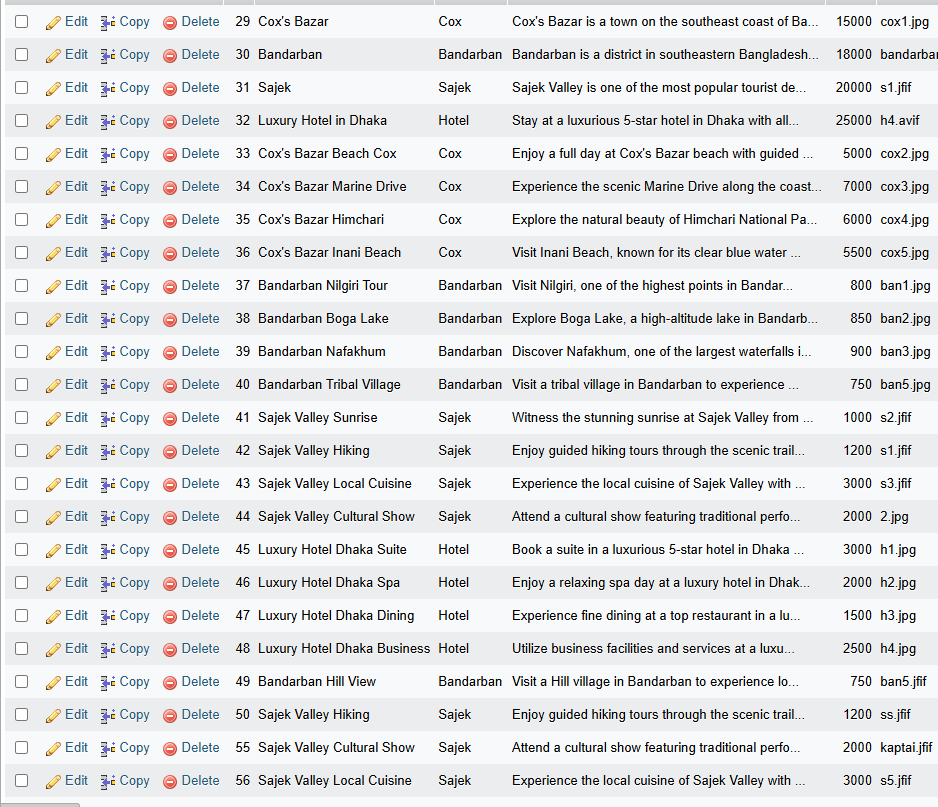 Edit Copy Delete 29 Cox's Bazar Cox Cox's Bazar is a town on the southeast coast of Ba... 15000 cox1.jpg
Edit Copy Delete 30 Bandarban Bandarban Bandarban is a district in southeastern Bangladesh... 18000 bandarban
Edit Copy Delete 31 Sajek Sajek Sajek Valley is one of the most popular tourist de... 20000 s1.jfif
Edit Copy Delete 32 Luxury Hotel in Dhaka Hotel Stay at a luxurious 5-star hotel in Dhaka with all... 25000 h4.avif
Edit Copy Delete 33 Cox's Bazar Beach Cox Cox Enjoy a full day at Cox's Bazar beach with guided ... 5000 cox2.jpg
Edit Copy Delete 34 Cox's Bazar Marine Drive Cox Experience the scenic Marine Drive along the coast... 7000 cox3.jpg
Edit Copy Delete 35 Cox's Bazar Himchari Cox Explore the natural beauty of Himchari National Pa... 6000 cox4.jpg
Edit Copy Delete 36 Cox's Bazar Inani Beach Cox Visit Inani Beach, known for its clear blue water ... 5500 cox5.jpg
Edit Copy Delete 37 Bandarban Nilgiri Tour Bandarban Visit Nilgiri, one of the highest points in Bandar... 800 ban1.jpg
Edit Copy Delete 38 Bandarban Boga Lake Bandarban Explore Boga Lake, a high-altitude lake in Bandarb... 850 ban2.jpg
Edit Copy Delete 39 Bandarban Nafakhum Bandarban Discover Nafakhum, one of the largest waterfalls i... 900 ban3.jpg
Edit Copy Delete 40 Bandarban Tribal Village Bandarban Visit a tribal village in Bandarban to experience ... 750 ban5.jpg
Edit Copy Delete 41 Sajek Valley Sunrise Sajek Witness the stunning sunrise at Sajek Valley from ... 1000 s2.jfif
Edit Copy Delete 42 Sajek Valley Hiking Sajek Enjoy guided hiking tours through the scenic trail... 1200 s1.jfif
Edit Copy Delete 43 Sajek Valley Local Cuisine Sajek Experience the local cuisine of Sajek Valley with ... 3000 s3.jfif
Edit Copy Delete 44 Sajek Valley Cultural Show Sajek Attend a cultural show featuring traditional perfo... 2000 2.jpg
Edit Copy Delete 45 Luxury Hotel Dhaka Suite Hotel Book a suite in a luxurious 5-star hotel in Dhaka ... 3000 h1.jpg
Edit Copy Delete 46 Luxury Hotel Dhaka Spa Hotel Enjoy a relaxing spa day at a luxury hotel in Dhak... 2000 h2.jpg
Edit Copy Delete 47 Luxury Hotel Dhaka Dining Hotel Experience fine dining at a top restaurant in a lu... 1500 h3.jpg
Edit Copy Delete 48 Luxury Hotel Dhaka Business Hotel Utilize business facilities and services at a luxu... 2500 h4.jpg
Edit Copy Delete 49 Bandarban Hill View Bandarban Visit a Hill village in Bandarban to experience lo... 750 ban5.jfif
Edit Copy Delete 50 Sajek Valley Hiking Sajek Enjoy guided hiking tours through the scenic trail... 1200 ss.jfif
Edit Copy Delete 55 Sajek Valley Cultural Show Sajek Attend a cultural show featuring traditional perfo... 2000 kaptai.jfif
Edit Copy Delete 56 Sajek Valley Local Cuisine Sajek Experience the local cuisine of Sajek Valley with ... 3000 s5.jfif